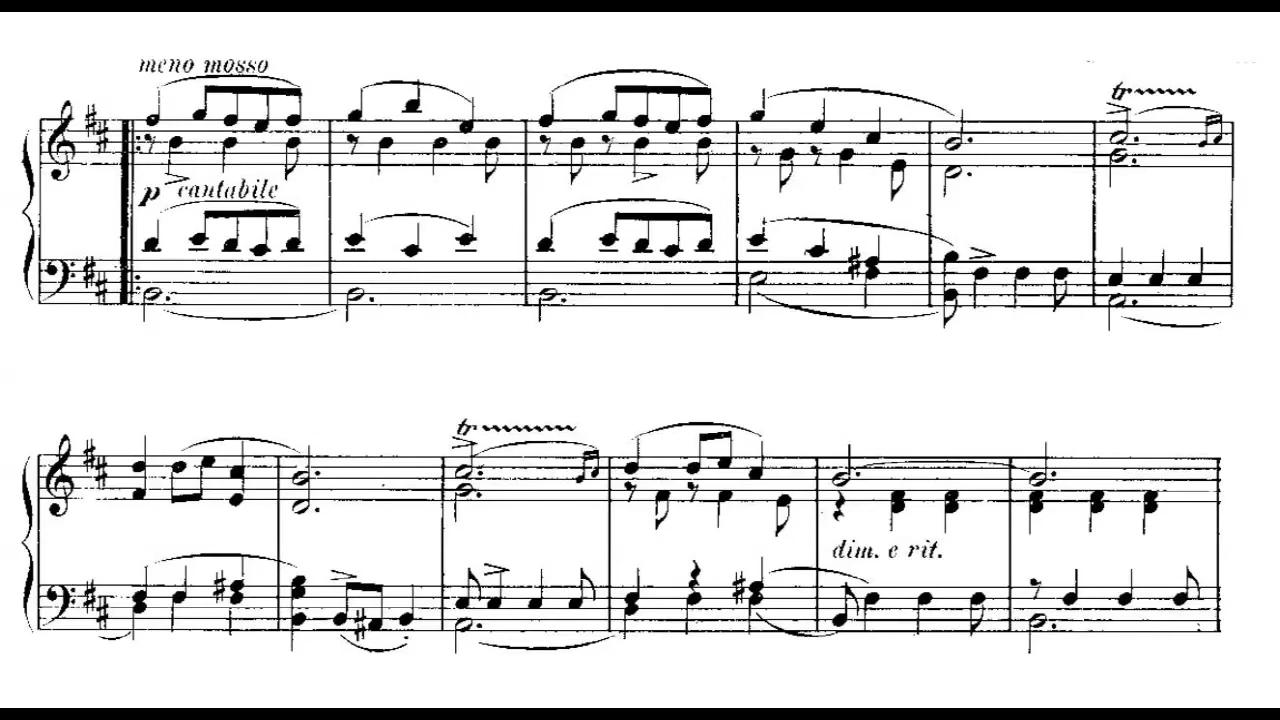 meno mosso
tr
p cantabile
tr
dim. e rit.